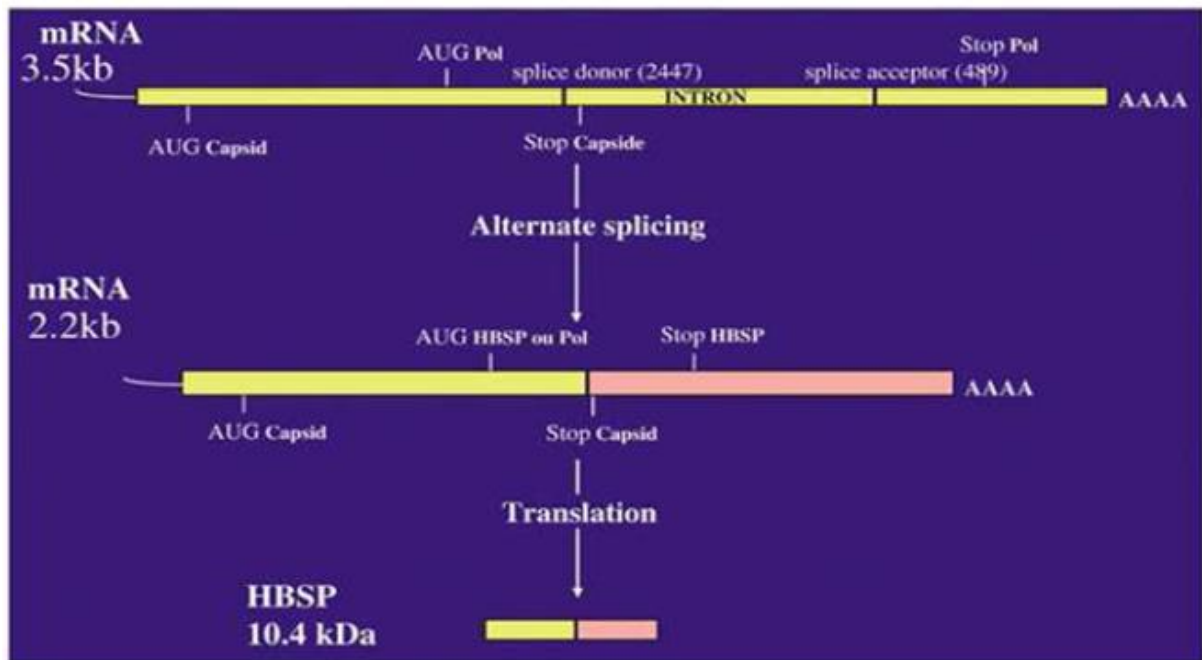 mRNA
3.5kb
AUG Pol
Stop Pol
splice donor (2447)
splice acceptor (489)
INTRON
AAAA
AUG Capsid
Stop Capside
Alternate splicing
mRNA
2.2kb
AUG HBSP ou Pol
Stop HBSP
AAAA
AUG Capsid
Stop Capsid
Translation
HBSP
10.4 kDa